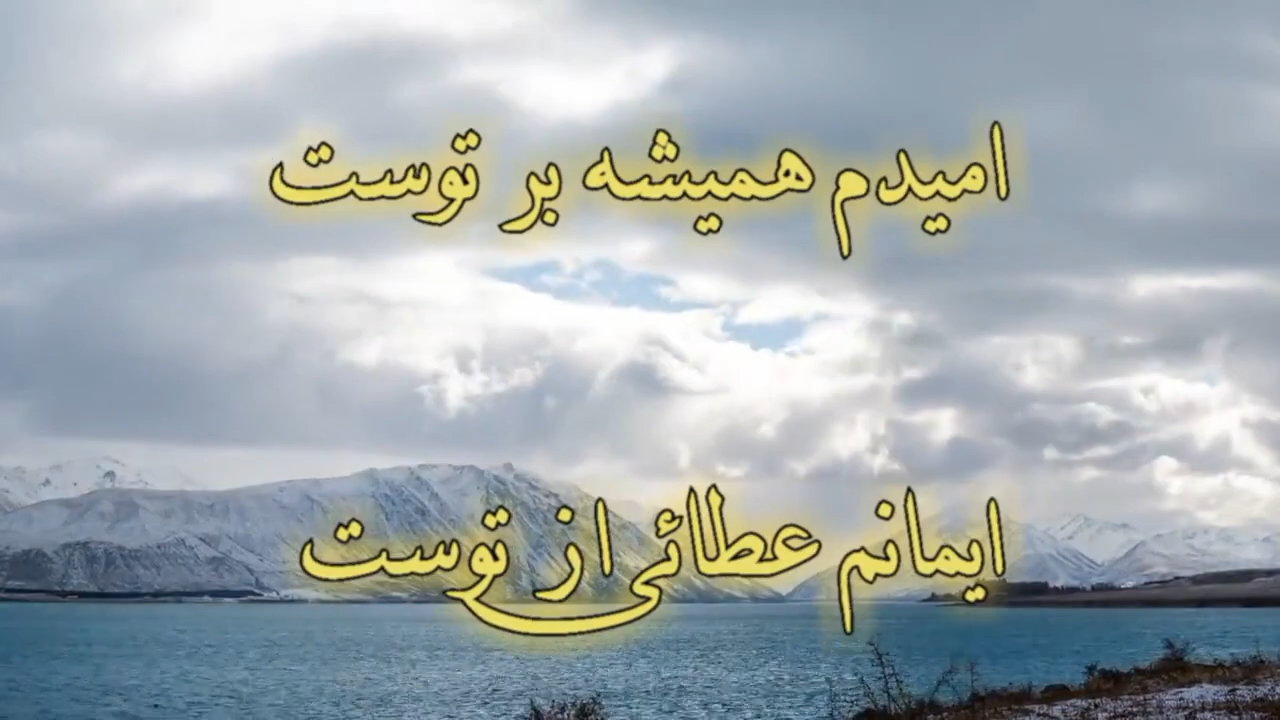 امیدم همیشه بر توست
ایمانم عطائی از توست